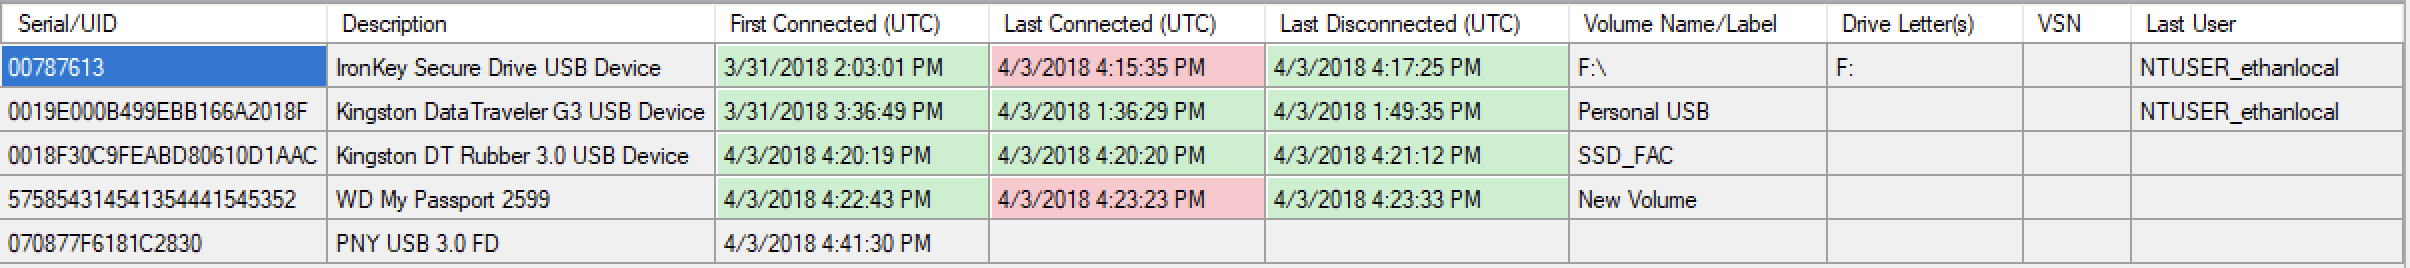 Serial/UID Description First Connected (UTC) Last Connected (UTC) Last Disconnected (UTC) Volume Name/Label Drive Letter(s) VSN Last User
00787613 IronKey Secure Drive USB Device 3/31/2018 2:03:01 PM 4/3/2018 4:15:35 PM 4/3/2018 4:17:25 PM F:\ F: NTUSER_ethanlocal
0019E000B499EBB166A2018F Kingston DataTraveler G3 USB Device 3/31/2018 3:36:49 PM 4/3/2018 1:36:29 PM 4/3/2018 1:49:35 PM Personal USB NTUSER_ethanlocal
0018F30C9FEABD80610D1AAC Kingston DT Rubber 3.0 USB Device 4/3/2018 4:20:19 PM 4/3/2018 4:20:20 PM 4/3/2018 4:21:12 PM SSD_FAC
575854314541354441545352 WD My Passport 2599 4/3/2018 4:22:43 PM 4/3/2018 4:23:23 PM 4/3/2018 4:23:33 PM New Volume
070877F6181C2830 PNY USB 3.0 FD 4/3/2018 4:41:30 PM